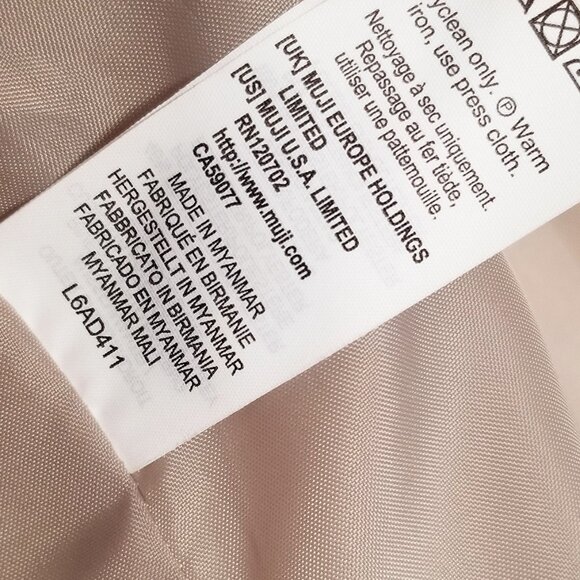 yclean only. Ⓟ Warm
iron, use press cloth.
Nettoyage à sec uniquement.
Repassage au fer tiède,
utiliser une pattemouille.
[UK] MUJI EUROPE HOLDINGS
LIMITED
[US] MUJI U.S.A. LIMITED
RN120702
CA59077
http://www.muji.com
MADE IN MYANMAR
FABRIQUÉ EN BIRMANIE
HERGESTELLT IN MYANMAR
FABBRICATO IN BIRMANIA
FABRICADO EN MYANMAR
MYANMAR MALI
L6AD411